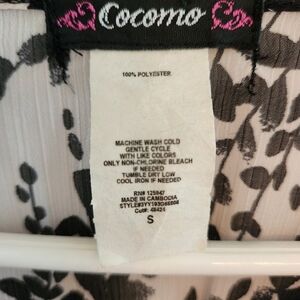 Cocomo
100% POLYESTER
MACHINE WASH COLD
GENTLE CYCLE
WITH LIKE COLORS
ONLY NON-CHLORINE BLEACH
IF NEEDED
TUMBLE DRY LOW
COOL IRON IF NEEDED
RN# 125947
MADE IN CAMBODIA
S